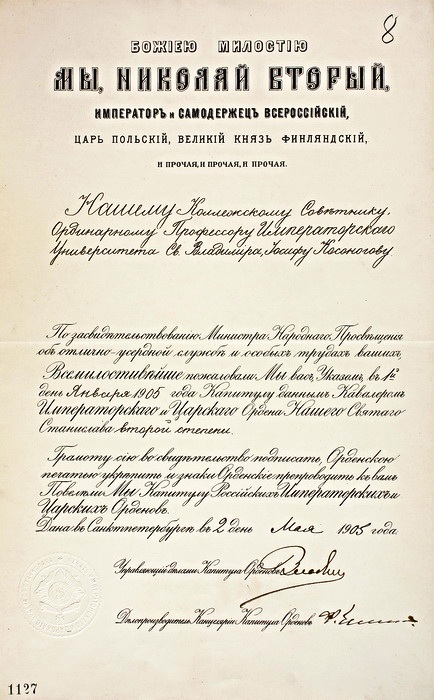 8
БОЖІЕЮ МИЛОСТІЮ
МЫ, НИКОЛАЙ ВТОРЫЙ,
ИМПЕРАТОРЪ и САМОДЕРЖЕЦЪ ВСЕРОССІЙСКІЙ,
ЦАРЬ ПОЛЬСКІЙ, ВЕЛИКІЙ КНЯЗЬ ФИНЛЯНДСКІЙ,
И ПРОЧАЯ, И ПРОЧАЯ, И ПРОЧАЯ.
Нашему Коллежскому Совѣтнику,
Ординарному Профессору Императорскаго
Университета Св. Владимира, Іосифу Косоногову
По засвидѣтельствованію Министра Народнаго Просвѣщенія
объ отлично-усердной службѣ и особыхъ трудахъ вашихъ,
Всемилостивѣйше пожаловали Мы васъ, Указомъ, въ 1й
день Января 1905 года Капитулу даннымъ, Кавалеромъ
Императорскаго и Царскаго Ордена Нашего Святаго
Станислава второй степени.
Грамоту сію во свидѣтельство подписать, Орденскою
печатью укрѣпить и знаки Орденскіе препроводить къ вамъ
Повелѣли Мы Капитулу Россійскихъ Императорскихъ и
Царскихъ Орденовъ.
Дана въ Санктпетербургѣ въ 2 день Мая 1905 года
Управляющій дѣлами Капитула Орденовъ
Дѣлопроизводитель Канцеляріи Капитула Орденовъ
1127